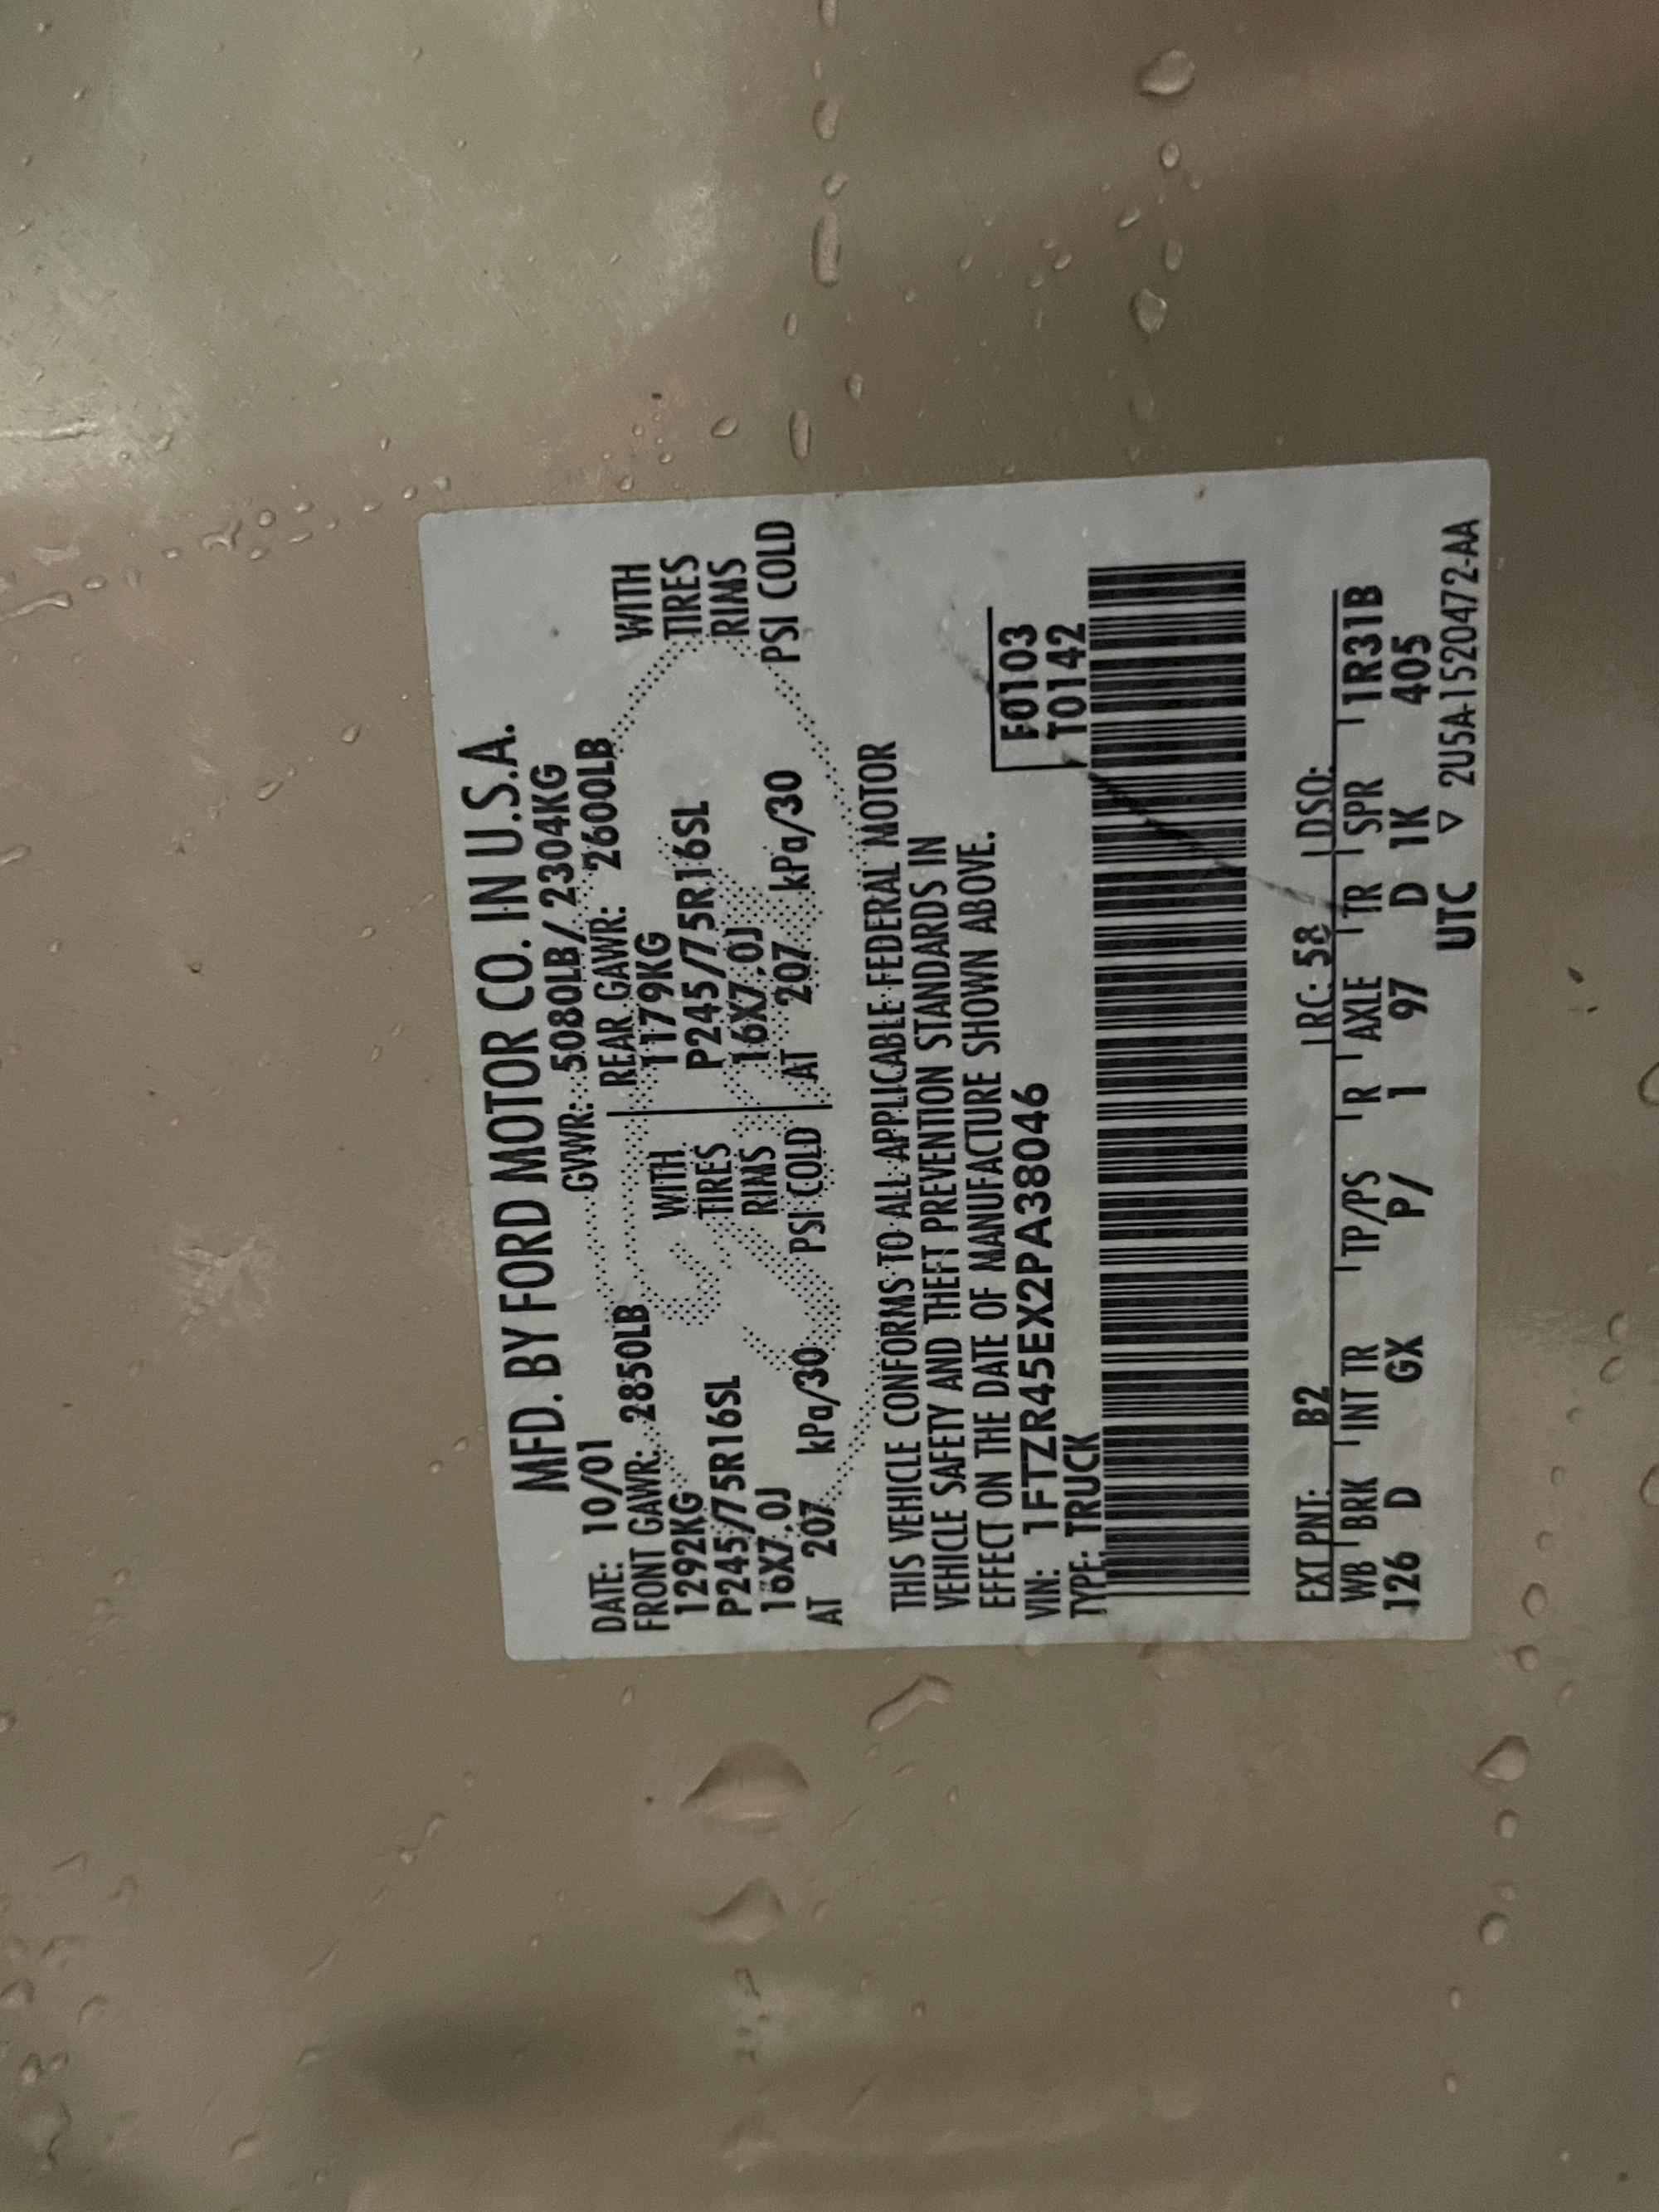 MFD. BY FORD MOTOR CO. IN U.S.A.
DATE: 10/01 GVWR: 5080LB/ 2304KG
FRONT GAWR: 2850LB REAR GAWR: 2600LB
1292KG WITH 1179KG WITH
P245/75R16SL TIRES P245/75R16SL TIRES
16X7.0J RIMS 16X7.0J RIMS
AT 207 kPa/30 PSI COLD AT 207 kPa/30 PSI COLD
THIS VEHICLE CONFORMS TO ALL APPLICABLE FEDERAL MOTOR
VEHICLE SAFETY AND THEFT PREVENTION STANDARDS IN
EFFECT ON THE DATE OF MANUFACTURE SHOWN ABOVE.
VIN: 1FTZR45EX2PA38046 F0103
TYPE: TRUCK T0142
EXT PNT: B2 RC: 58 DSO:
WB BRK INT TR TP/PS R AXLE TR SPR 1R31B
126 D GX P/ 1 97 D 1K 405
UTC ▽ 2U5A-1520472-AA